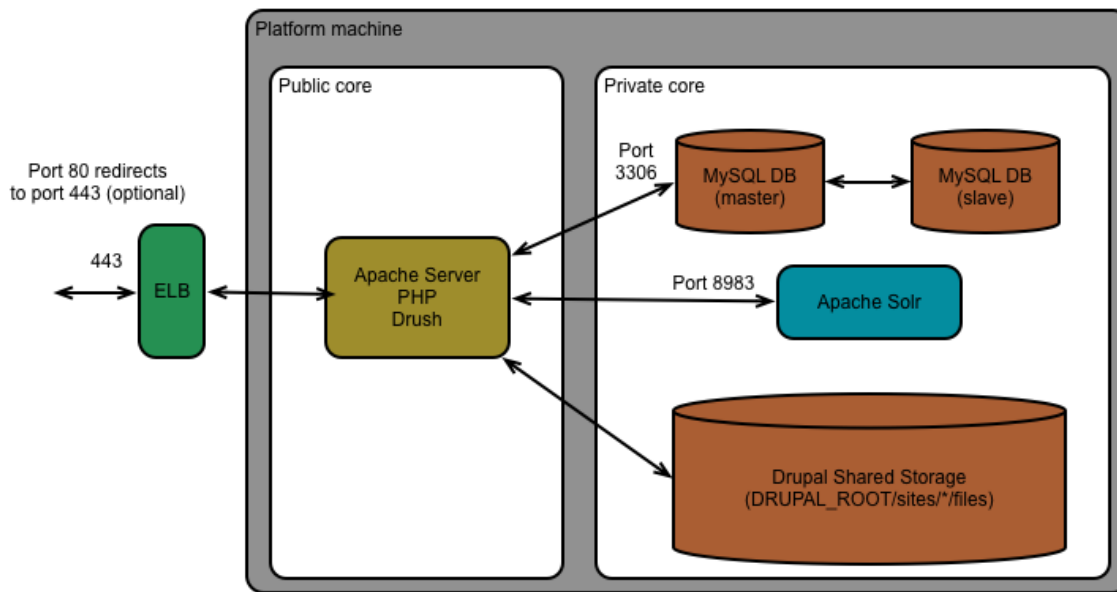 Platform machine
Public core
Private core
Port 80 redirects
to port 443 (optional)
443
ELB
Apache Server
PHP
Drush
Port
3306
MySQL DB
(master)
MySQL DB
(slave)
Port 8983
Apache Solr
Drupal Shared Storage
(DRUPAL_ROOT/sites/*/files)